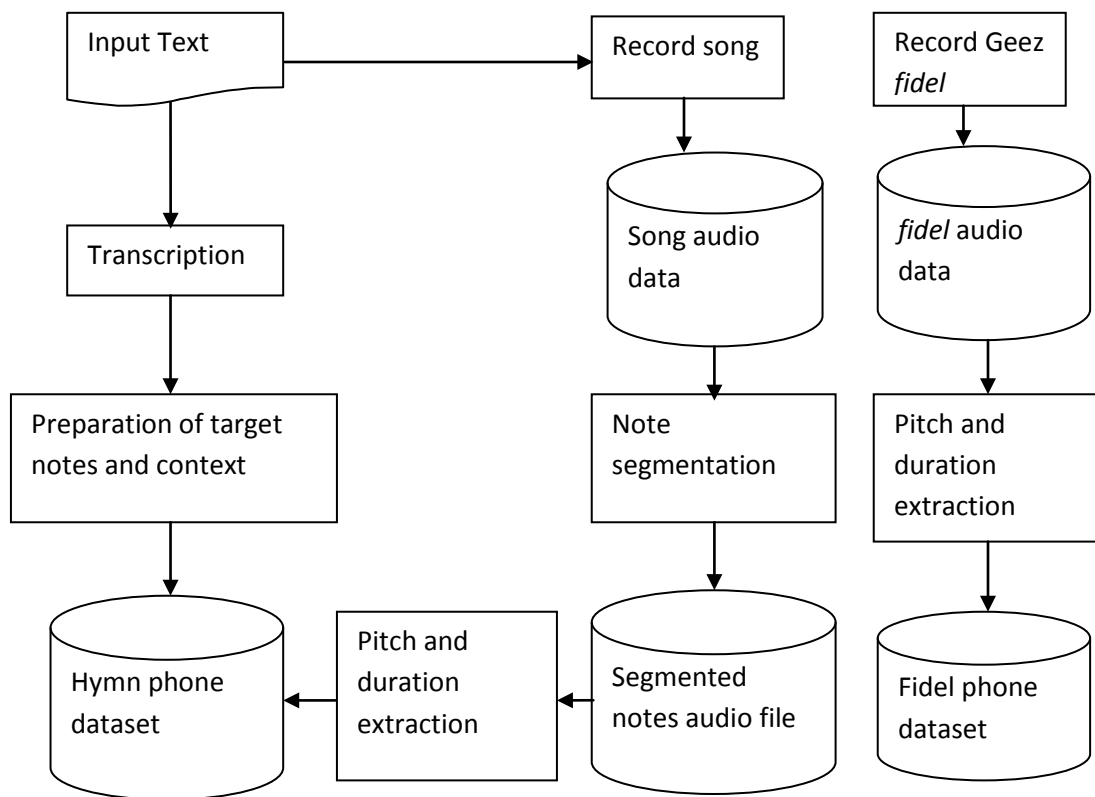 Input Text
Record song
Record Geez
fidel
Transcription
Song audio
data
fidel audio
data
Preparation of target
notes and context
Note
segmentation
Pitch and
duration
extraction
Hymn phone
dataset
Pitch and
duration
extraction
Segmented
notes audio file
Fidel phone
dataset